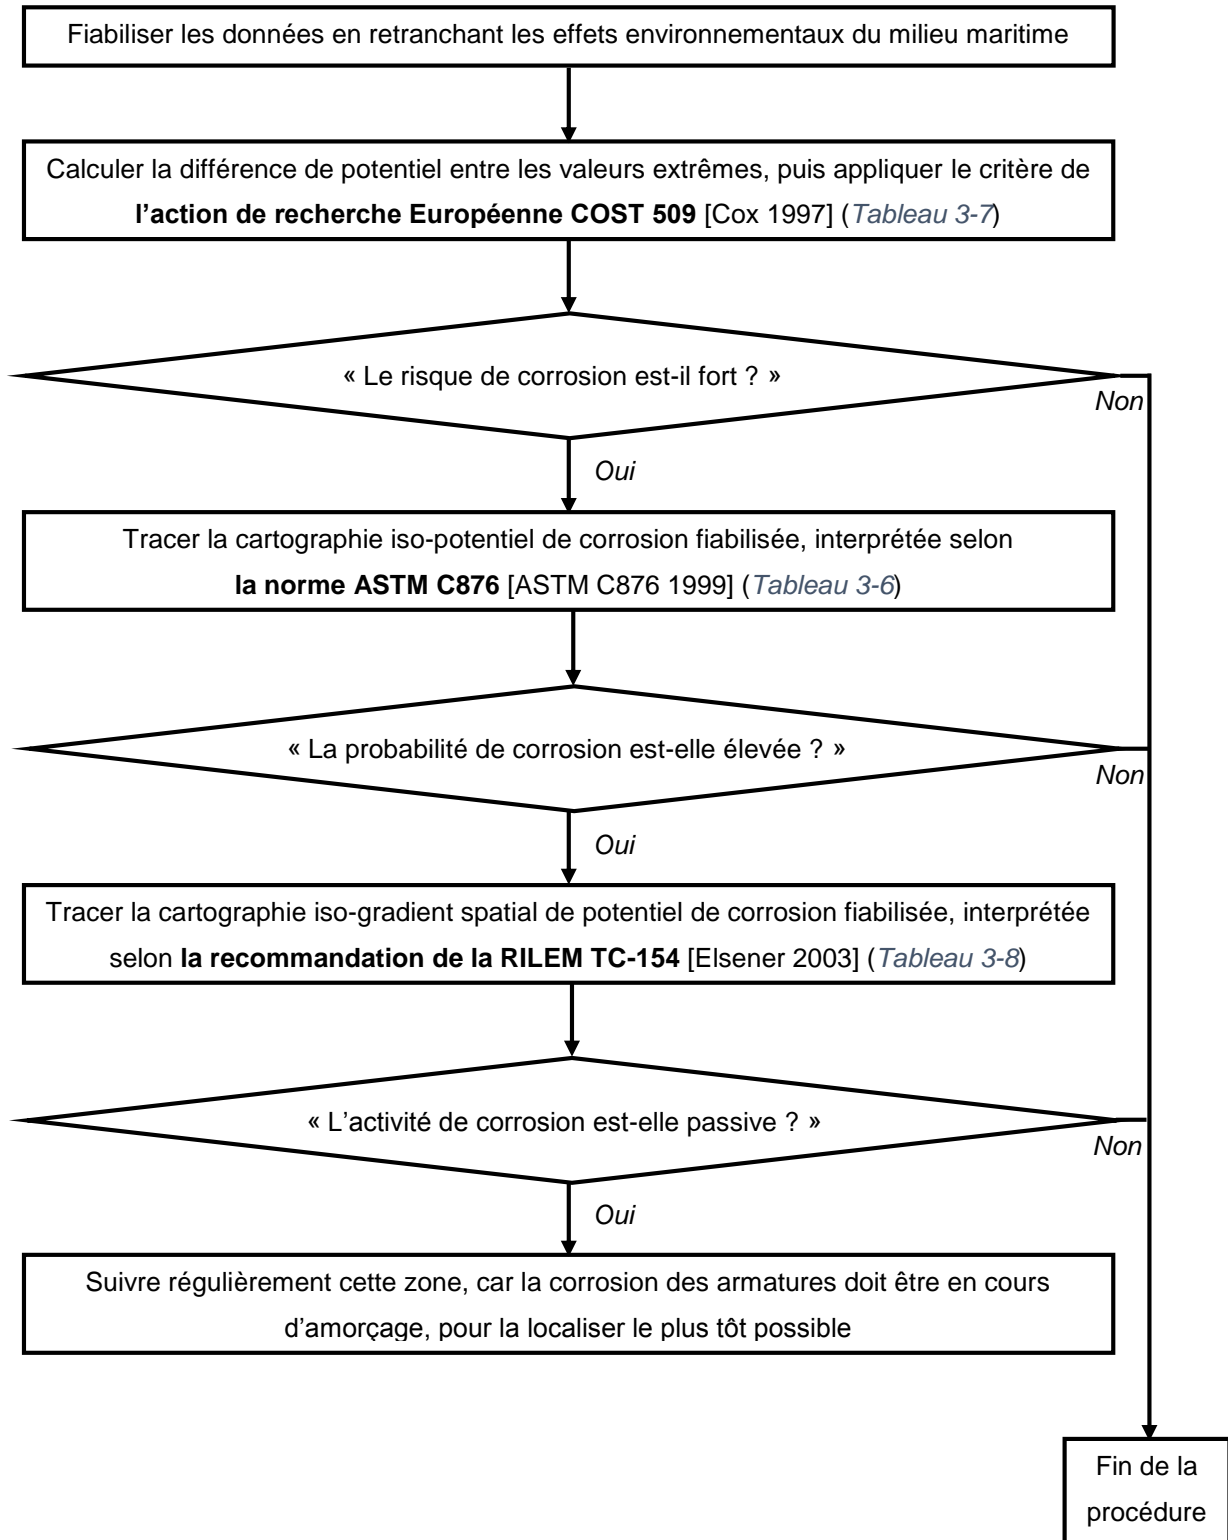 Fiabiliser les données en retranchant les effets environnementaux du milieu maritime
Calculer la différence de potentiel entre les valeurs extrêmes, puis appliquer le critère de
l’action de recherche Européenne COST 509 [Cox 1997] (Tableau 3-7)
« Le risque de corrosion est-il fort ? »
Non
Oui
Tracer la cartographie iso-potentiel de corrosion fiabilisée, interprétée selon
la norme ASTM C876 [ASTM C876 1999] (Tableau 3-6)
« La probabilité de corrosion est-elle élevée ? »
Non
Oui
Tracer la cartographie iso-gradient spatial de potentiel de corrosion fiabilisée, interprétée
selon la recommandation de la RILEM TC-154 [Elsener 2003] (Tableau 3-8)
« L’activité de corrosion est-elle passive ? »
Non
Oui
Suivre régulièrement cette zone, car la corrosion des armatures doit être en cours
d’amorçage, pour la localiser le plus tôt possible
Fin de la
procédure